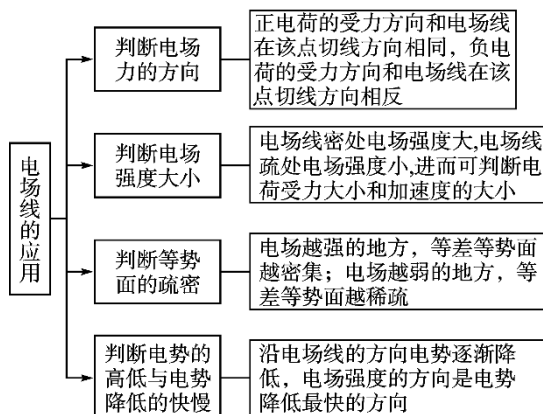 电场线的应用
判断电场
力的方向
正电荷的受力方向和电场线
在该点切线方向相同，负电
荷的受力方向和电场线在该
点切线方向相反
判断电场
强度大小
电场线密处电场强度大,电场线
疏处电场强度小,进而可判断电
荷受力大小和加速度的大小
判断等势
面的疏密
电场越强的地方，等差等势面
越密集；电场越弱的地方，等
差等势面越稀疏
判断电势的
高低与电势
降低的快慢
沿电场线的方向电势逐渐降
低，电场强度的方向是电势
降低最快的方向